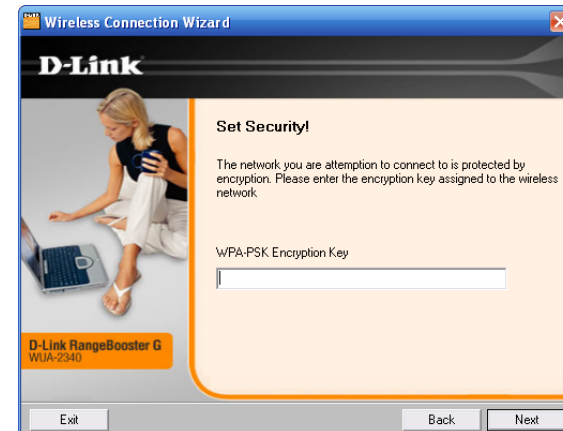 Wireless Connection Wizard
D-Link
Set Security!
The network you are attemption to connect to is protected by
encryption. Please enter the encryption key assigned to the wireless
network
WPA-PSK Encryption Key
D-Link RangeBooster G
WUA-2340
Exit
Back
Next